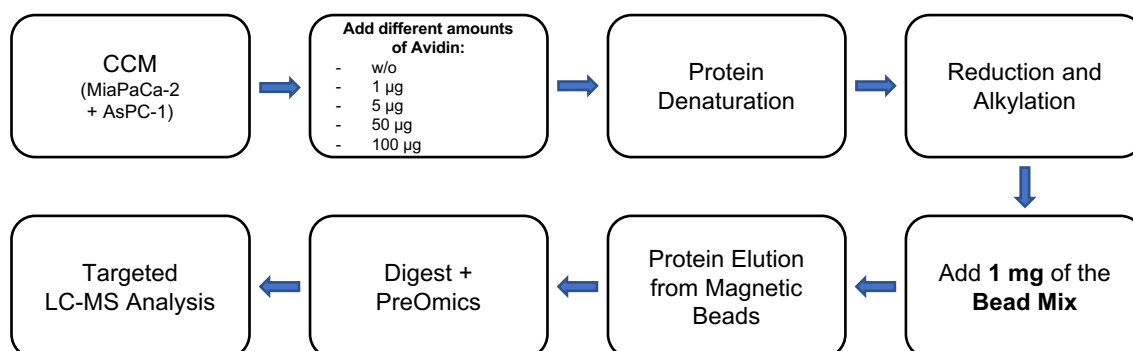 CCM
(MiaPaCa-2
+ AsPC-1)
Add different amounts
of Avidin:
- w/o
- 1 µg
- 5 µg
- 50 µg
- 100 µg
Protein
Denaturation
Reduction and
Alkylation
Add 1 mg of the
Bead Mix
Protein Elution
from Magnetic
Beads
Digest +
PreOmics
Targeted
LC-MS Analysis